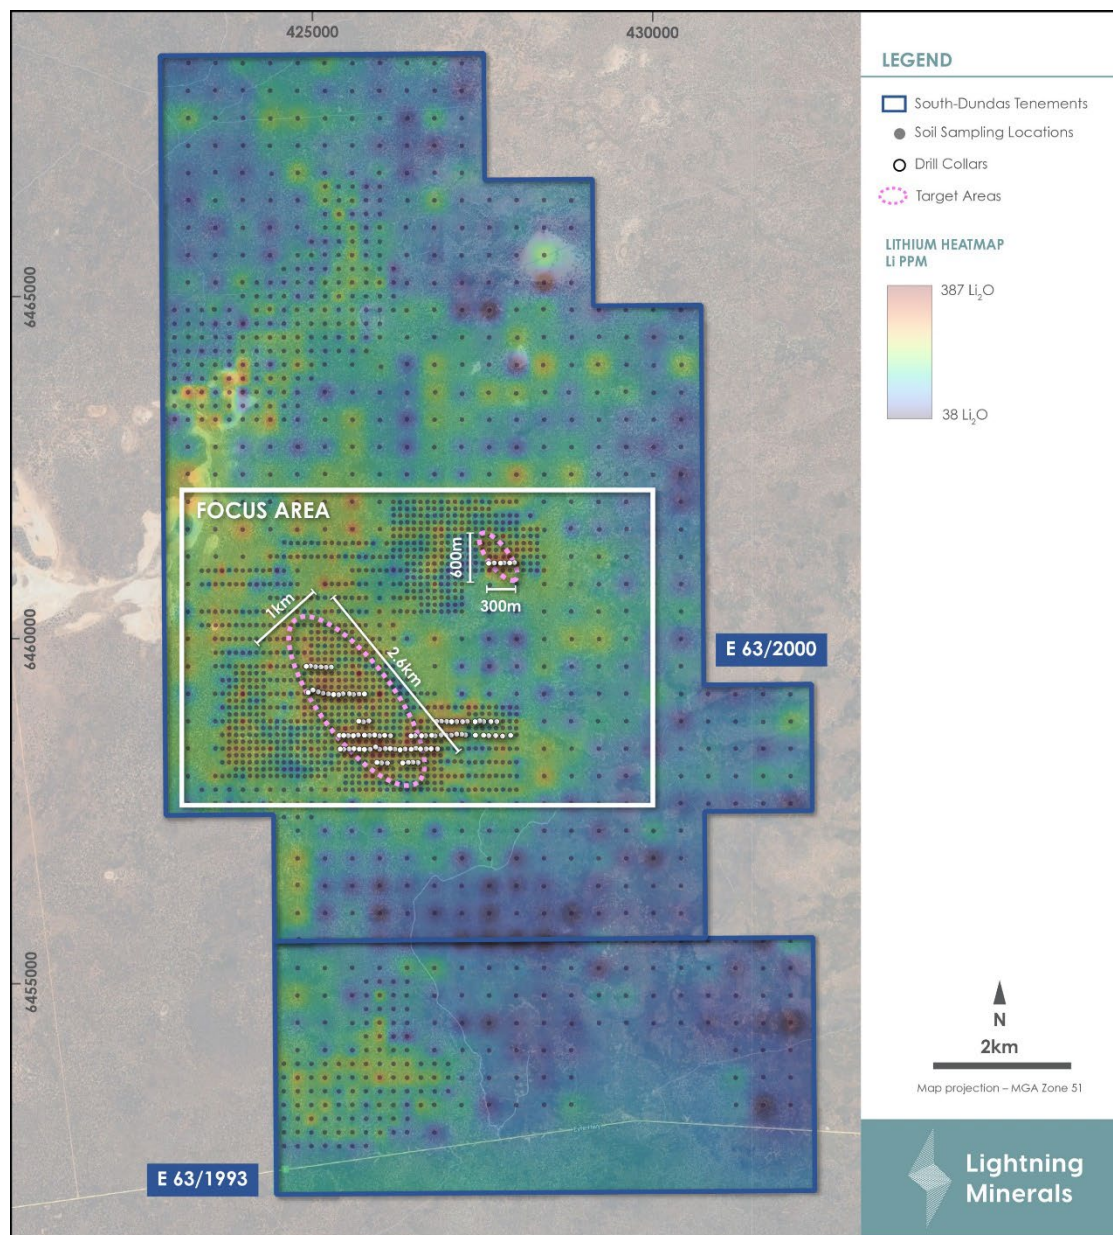 425000
430000
6465000
6460000
6455000
FOCUS AREA
600m
300m
1km
2.6km
E 63/2000
E 63/1993
LEGEND
South-Dundas Tenements
Soil Sampling Locations
Drill Collars
Target Areas
LITHIUM HEATMAP
Li PPM
387 Li₂O
38 Li₂O
N
2km
Map projection – MGA Zone 51
Lightning
Minerals